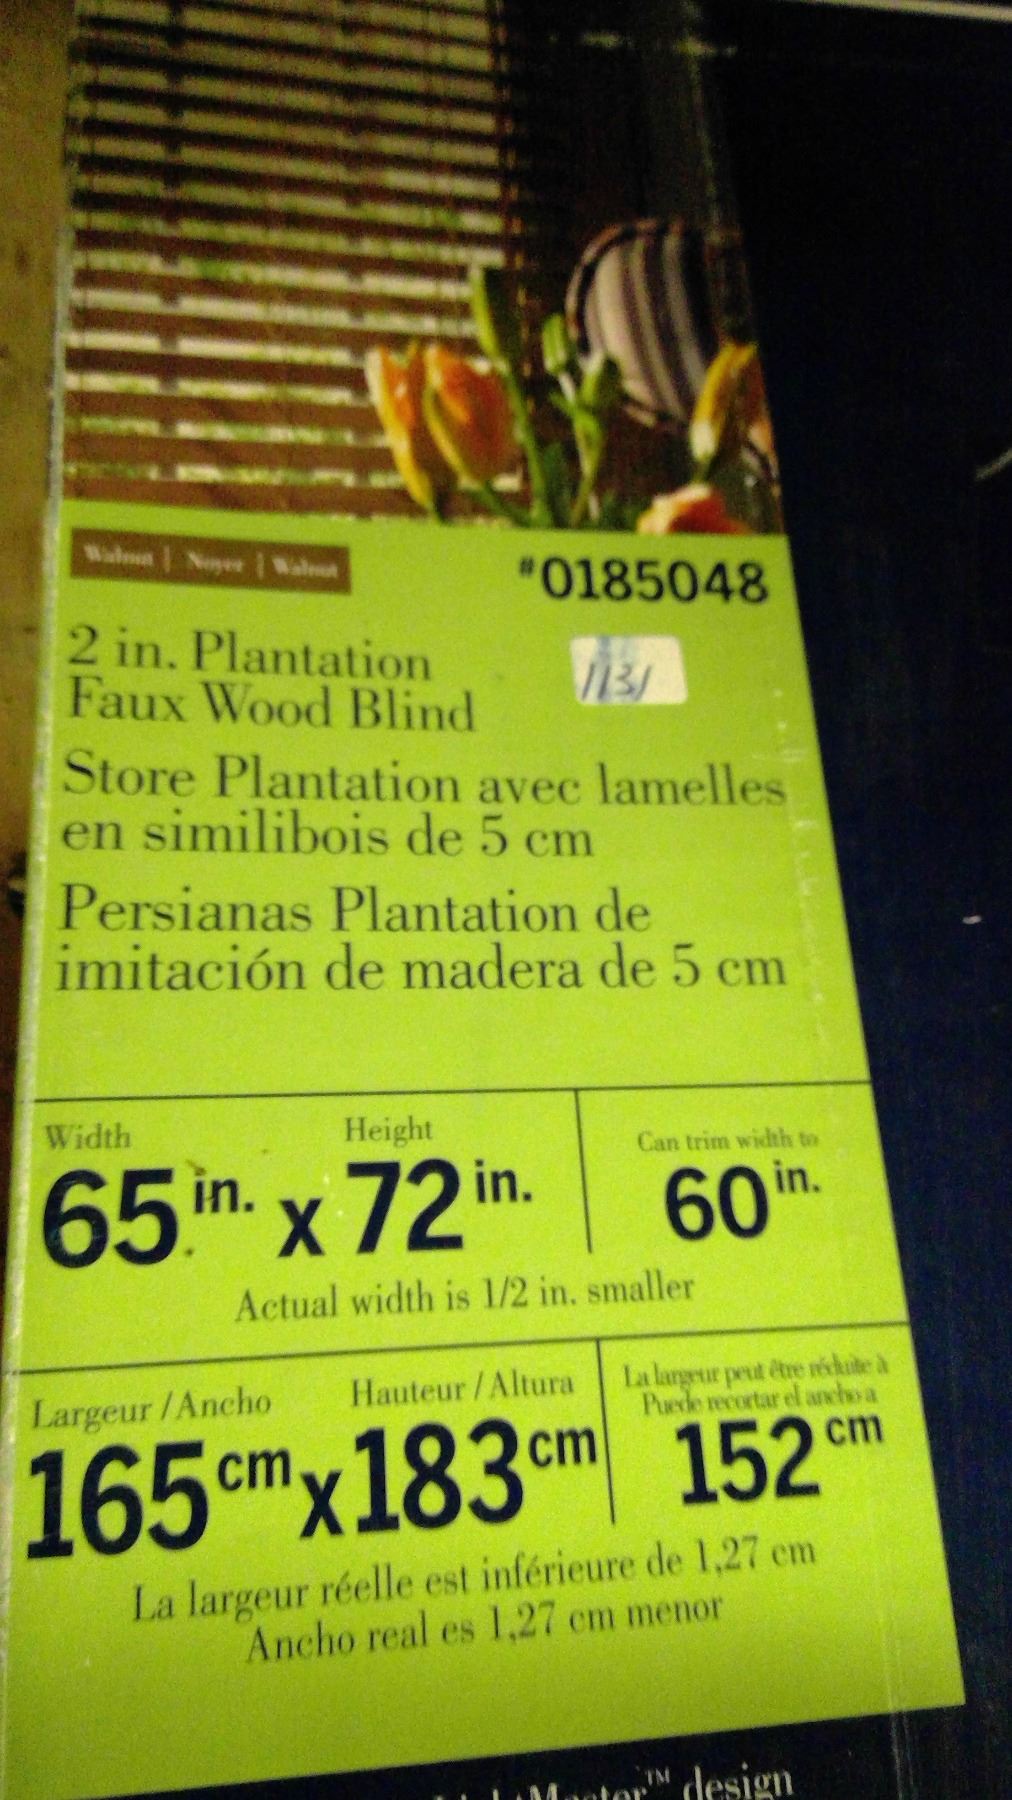 Walnut | Noyer | Walnut
#0185048
2 in. Plantation
Faux Wood Blind
1131
Store Plantation avec lamelles
en similibois de 5 cm
Persianas Plantation de
imitación de madera de 5 cm
Width Height Can trim width to
65 in. x 72 in. 60 in.
Actual width is 1/2 in. smaller
Largeur / Ancho Hauteur / Altura La largeur peut être réduite à
Puede recortar el ancho a
165 cm x 183 cm 152 cm
La largeur réelle est inférieure de 1,27 cm
Ancho real es 1,27 cm menor
LightMaster™ design